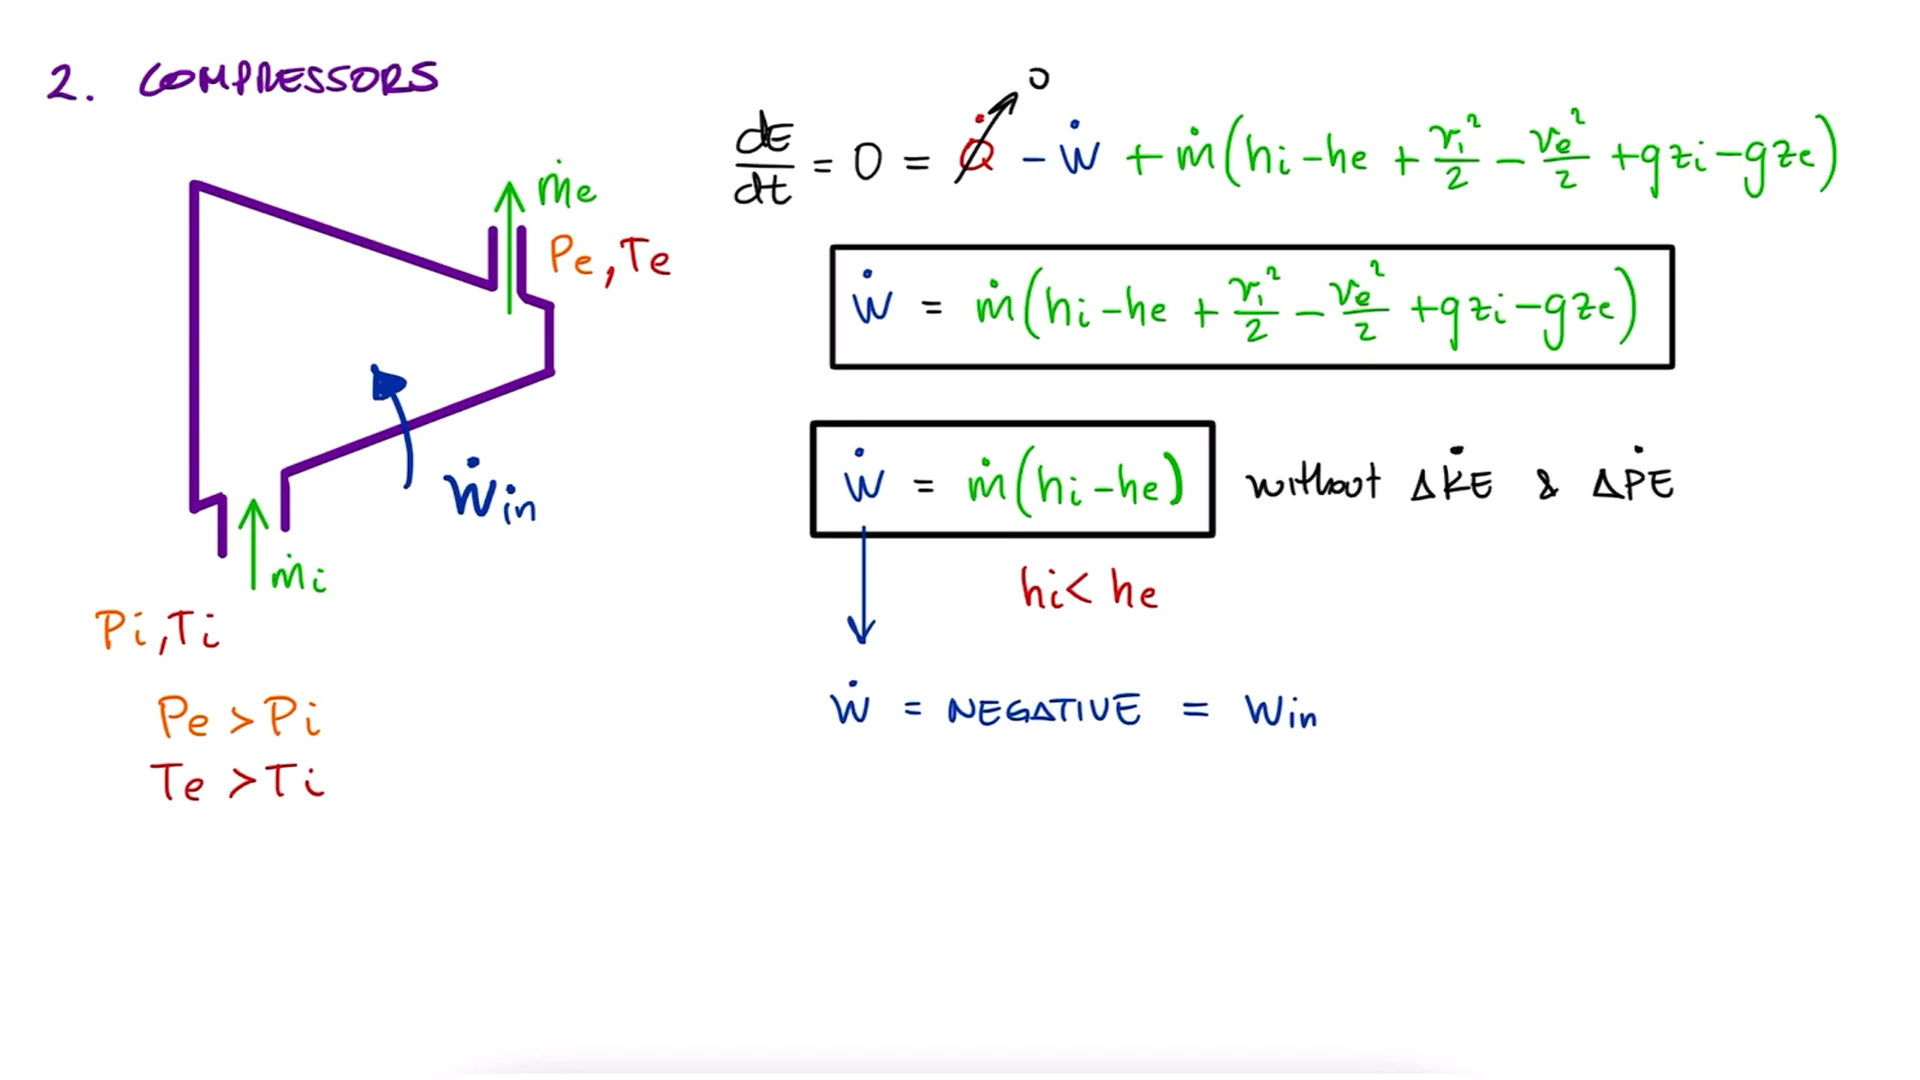 2. COMPRESSORS
ṁe
Pe, Te
Ẇin
ṁi
Pi, Ti
Pe > Pi
Te > Ti
dE/dt = 0 = Q̇ 0 - Ẇ + ṁ(hi - he + vi²/2 - ve²/2 + gzi - gze)
Ẇ = ṁ(hi - he + vi²/2 - ve²/2 + gzi - gze)
Ẇ = ṁ(hi - he) without ΔK̇E & ΔṖE
hi < he
Ẇ = NEGATIVE = Win